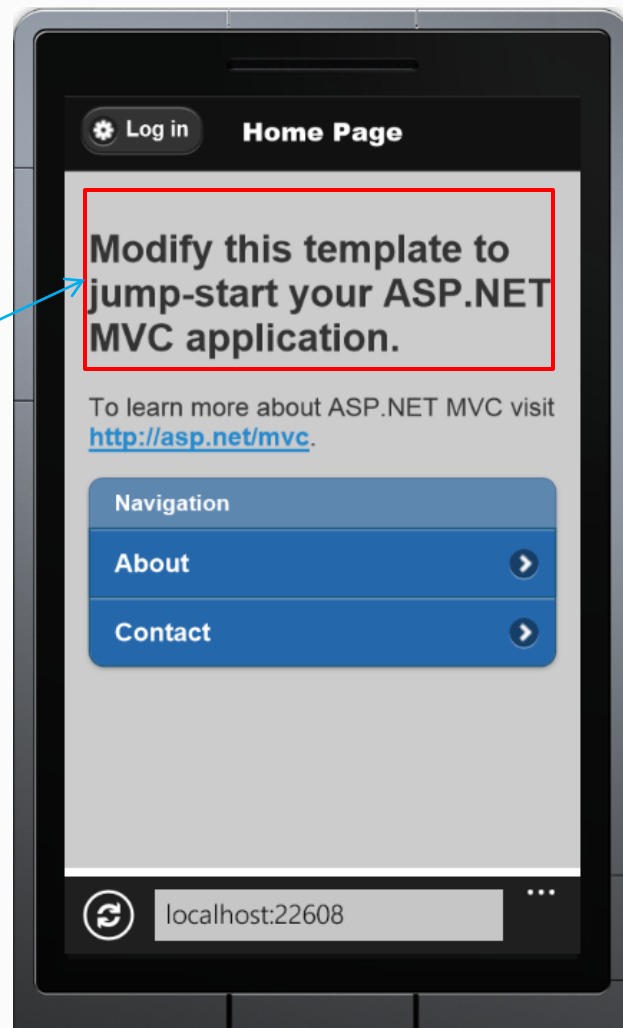 Log in
Home Page
Modify this template to
jump-start your ASP.NET
MVC application.
To learn more about ASP.NET MVC visit
http://asp.net/mvc.
Navigation
About
Contact
localhost:22608